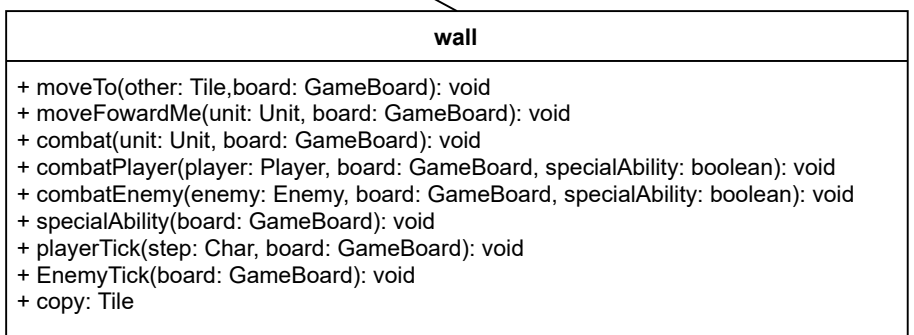 wall
+ moveTo(other: Tile,board: GameBoard): void
+ moveFowardMe(unit: Unit, board: GameBoard): void
+ combat(unit: Unit, board: GameBoard): void
+ combatPlayer(player: Player, board: GameBoard, specialAbility: boolean): void
+ combatEnemy(enemy: Enemy, board: GameBoard, specialAbility: boolean): void
+ specialAbility(board: GameBoard): void
+ playerTick(step: Char, board: GameBoard): void
+ EnemyTick(board: GameBoard): void
+ copy: Tile